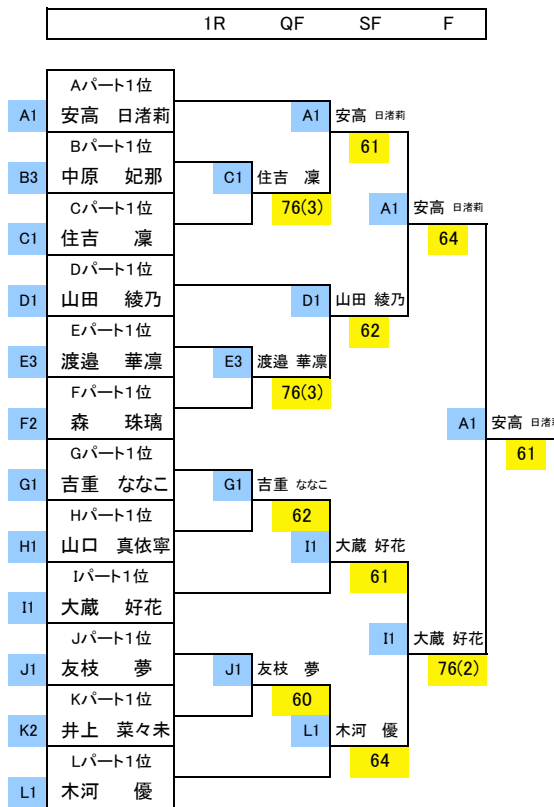 1R QF SF F
Aパート1位
A1 安高 日渚莉 A1 安高 日渚莉
Bパート1位 61
B3 中原 妃那 C1 住吉 凜
Cパート1位 76(3) A1 安高 日渚莉
C1 住吉 凜 64
Dパート1位
D1 山田 綾乃 D1 山田 綾乃
Eパート1位 62
E3 渡邉 華凛 E3 渡邉 華凛
Fパート1位 76(3)
F2 森 珠璃 A1 安高 日渚莉
Gパート1位 61
G1 吉重 ななこ G1 吉重 ななこ
Hパート1位 62
H1 山口 真依寧 I1 大蔵 好花
Iパート1位 61
I1 大蔵 好花
Jパート1位 I1 大蔵 好花
J1 友枝 夢 J1 友枝 夢 76(2)
Kパート1位 60
K2 井上 菜々未 L1 木河 優
Lパート1位 64
L1 木河 優